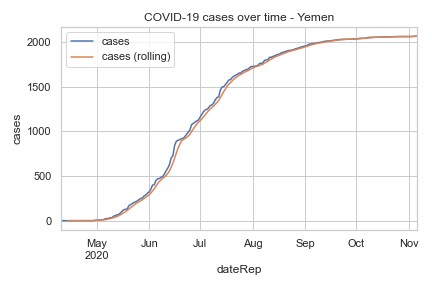 COVID-19 cases over time - Yemen
cases
cases (rolling)
2000
1500
1000
500
0
cases
May
2020
Jun
Jul
Aug
Sep
Oct
Nov
dateRep